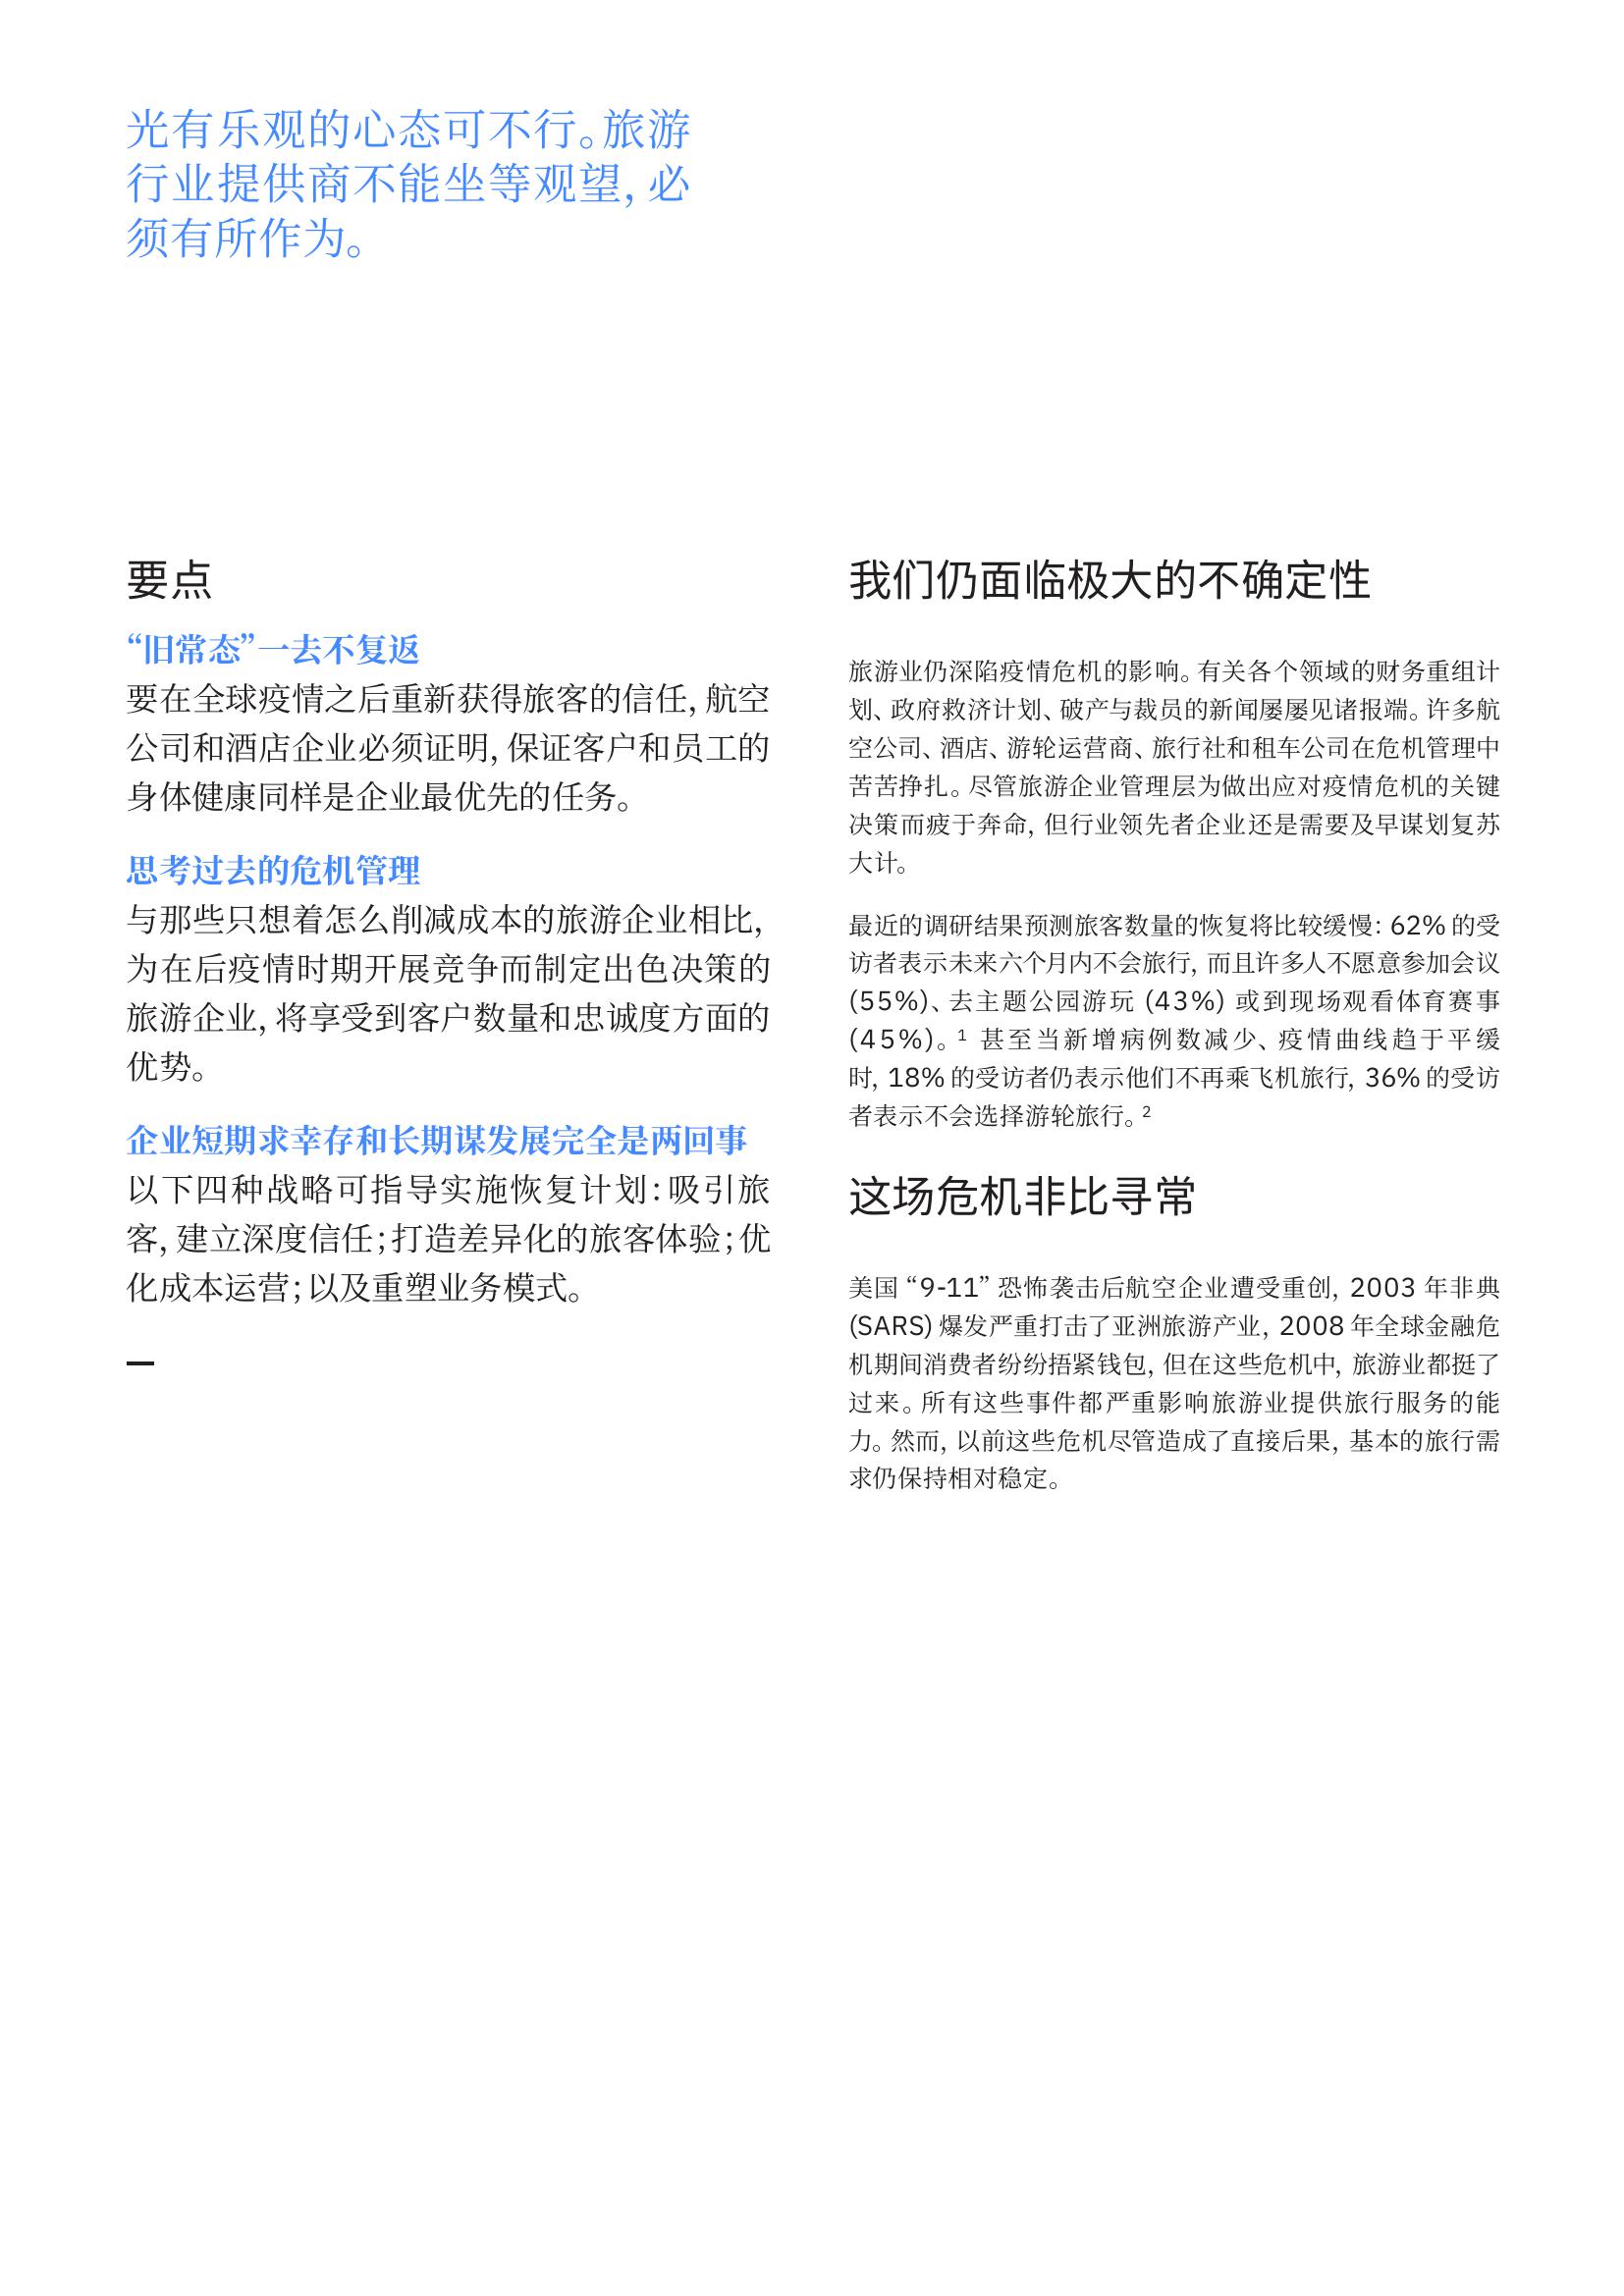 光有乐观的心态可不行。旅游
行业提供商不能坐等观望, 必
须有所作为。
要点
“旧常态”一去不复返
要在全球疫情之后重新获得旅客的信任, 航空
公司和酒店企业必须证明, 保证客户和员工的
身体健康同样是企业最优先的任务。
思考过去的危机管理
与那些只想着怎么削减成本的旅游企业相比,
为在后疫情时期开展竞争而制定出色决策的
旅游企业, 将享受到客户数量和忠诚度方面的
优势。
企业短期求幸存和长期谋发展完全是两回事
以下四种战略可指导实施恢复计划: 吸引旅
客, 建立深度信任; 打造差异化的旅客体验; 优
化成本运营; 以及重塑业务模式。
我们仍面临极大的不确定性
旅游业仍深陷疫情危机的影响。有关各个领域的财务重组计
划、政府救济计划、破产与裁员的新闻屡屡见诸报端。许多航
空公司、酒店、游轮运营商、旅行社和租车公司在危机管理中
苦苦挣扎。尽管旅游企业管理层为做出应对疫情危机的关键
决策而疲于奔命, 但行业领先者企业还是需要及早谋划复苏
大计。
最近的调研结果预测旅客数量的恢复将比较缓慢: 62% 的受
访者表示未来六个月内不会旅行, 而且许多人不愿意参加会议
(55%)、去主题公园游玩 (43%) 或到现场观看体育赛事
(45%)。¹ 甚至当新增病例数减少、疫情曲线趋于平缓
时, 18% 的受访者仍表示他们不再乘飞机旅行, 36% 的受访
者表示不会选择游轮旅行。²
这场危机非比寻常
美国 “9-11” 恐怖袭击后航空企业遭受重创, 2003 年非典
(SARS) 爆发严重打击了亚洲旅游产业, 2008 年全球金融危
机期间消费者纷纷捂紧钱包, 但在这些危机中, 旅游业都挺了
过来。所有这些事件都严重影响旅游业提供旅行服务的能
力。然而, 以前这些危机尽管造成了直接后果, 基本的旅行需
求仍保持相对稳定。